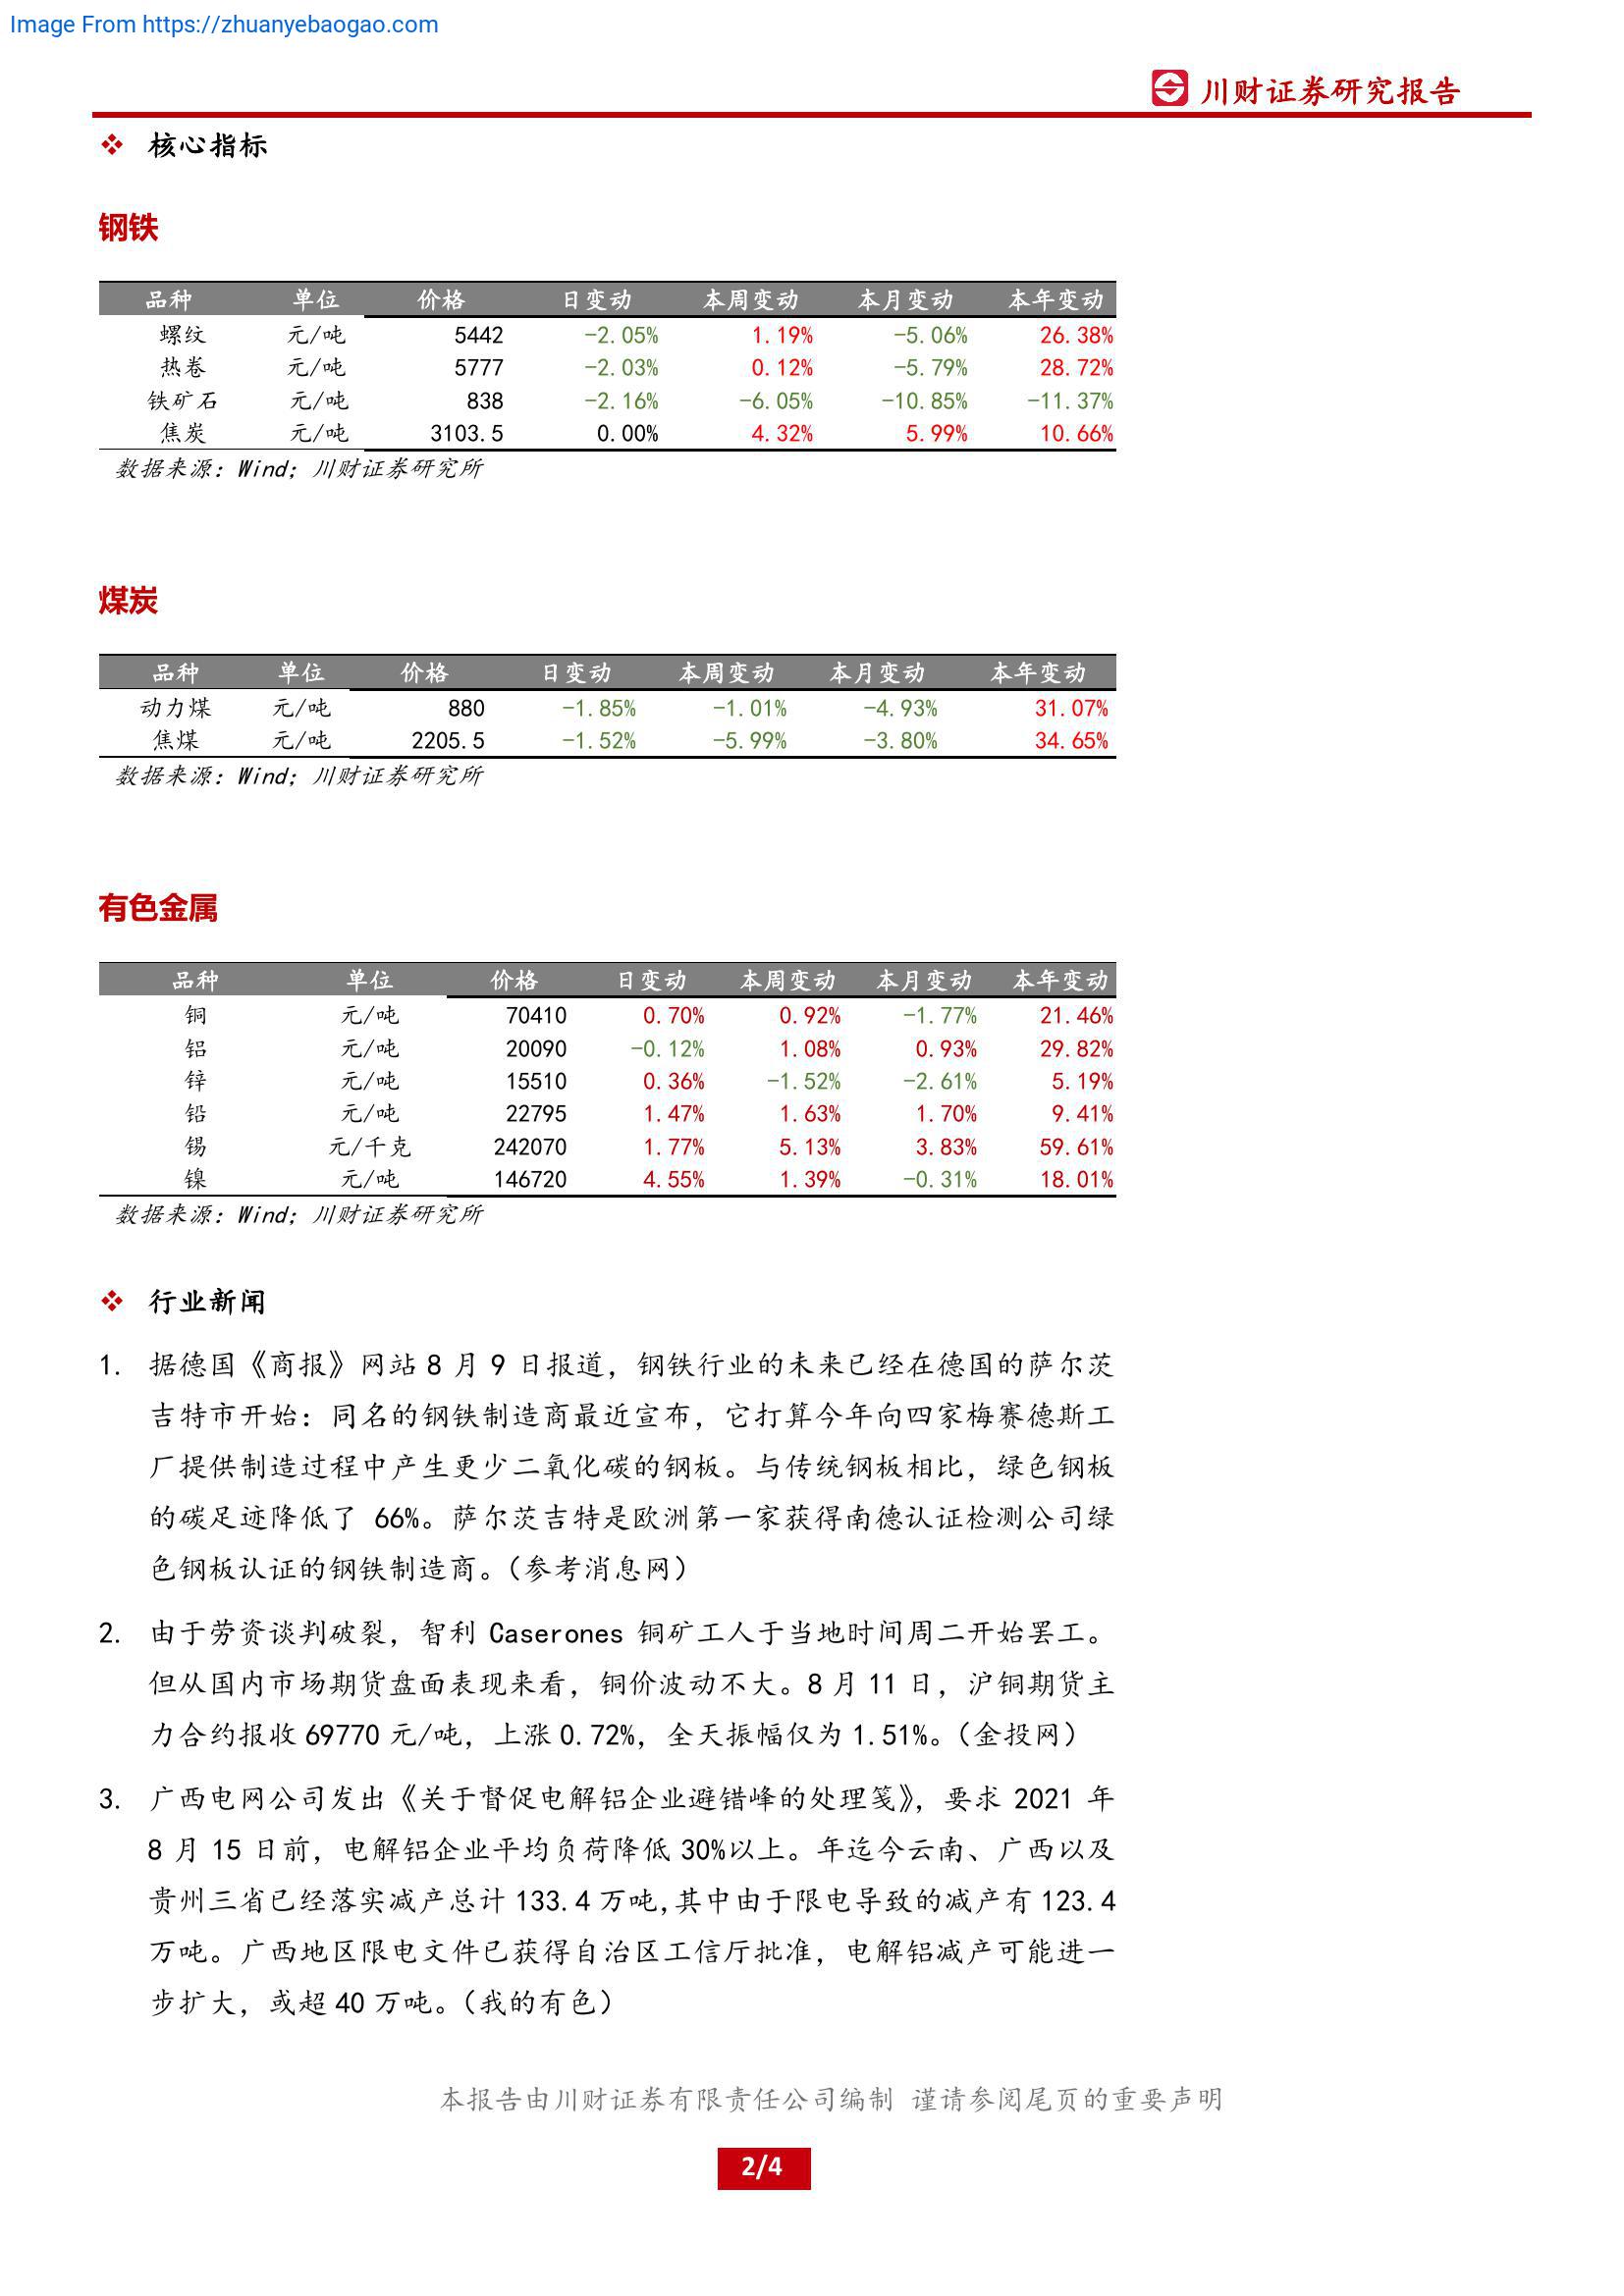 Image From https://zhuanyebaogao.com
川财证券研究报告
核心指标
钢铁
品种 单位 价格 日变动 本周变动 本月变动 本年变动
螺纹 元/吨 5442 -2.05% 1.19% -5.06% 26.38%
热卷 元/吨 5777 -2.03% 0.12% -5.79% 28.72%
铁矿石 元/吨 838 -2.16% -6.05% -10.85% -11.37%
焦炭 元/吨 3103.5 0.00% 4.32% 5.99% 10.66%
数据来源：Wind；川财证券研究所
煤炭
品种 单位 价格 日变动 本周变动 本月变动 本年变动
动力煤 元/吨 880 -1.85% -1.01% -4.93% 31.07%
焦煤 元/吨 2205.5 -1.52% -5.99% -3.80% 34.65%
数据来源：Wind；川财证券研究所
有色金属
品种 单位 价格 日变动 本周变动 本月变动 本年变动
铜 元/吨 70410 0.70% 0.92% -1.77% 21.46%
铝 元/吨 20090 -0.12% 1.08% 0.93% 29.82%
锌 元/吨 15510 0.36% -1.52% -2.61% 5.19%
铅 元/吨 22795 1.47% 1.63% 1.70% 9.41%
锡 元/千克 242070 1.77% 5.13% 3.83% 59.61%
镍 元/吨 146720 4.55% 1.39% -0.31% 18.01%
数据来源：Wind；川财证券研究所
行业新闻
1. 据德国《商报》网站 8 月 9 日报道，钢铁行业的未来已经在德国的萨尔茨
吉特市开始：同名的钢铁制造商最近宣布，它打算今年向四家梅赛德斯工
厂提供制造过程中产生更少二氧化碳的钢板。与传统钢板相比，绿色钢板
的碳足迹降低了 66%。萨尔茨吉特是欧洲第一家获得南德认证检测公司绿
色钢板认证的钢铁制造商。（参考消息网）
2. 由于劳资谈判破裂，智利 Caserones 铜矿工人于当地时间周二开始罢工。
但从国内市场期货盘面表现来看，铜价波动不大。8 月 11 日，沪铜期货主
力合约报收 69770 元/吨，上涨 0.72%，全天振幅仅为 1.51%。（金投网）
3. 广西电网公司发出《关于督促电解铝企业避错峰的处理笺》，要求 2021 年
8 月 15 日前，电解铝企业平均负荷降低 30%以上。年迄今云南、广西以及
贵州三省已经落实减产总计 133.4 万吨,其中由于限电导致的减产有 123.4
万吨。广西地区限电文件已获得自治区工信厅批准，电解铝减产可能进一
步扩大，或超 40 万吨。（我的有色）
本报告由川财证券有限责任公司编制 谨请参阅尾页的重要声明
2/4